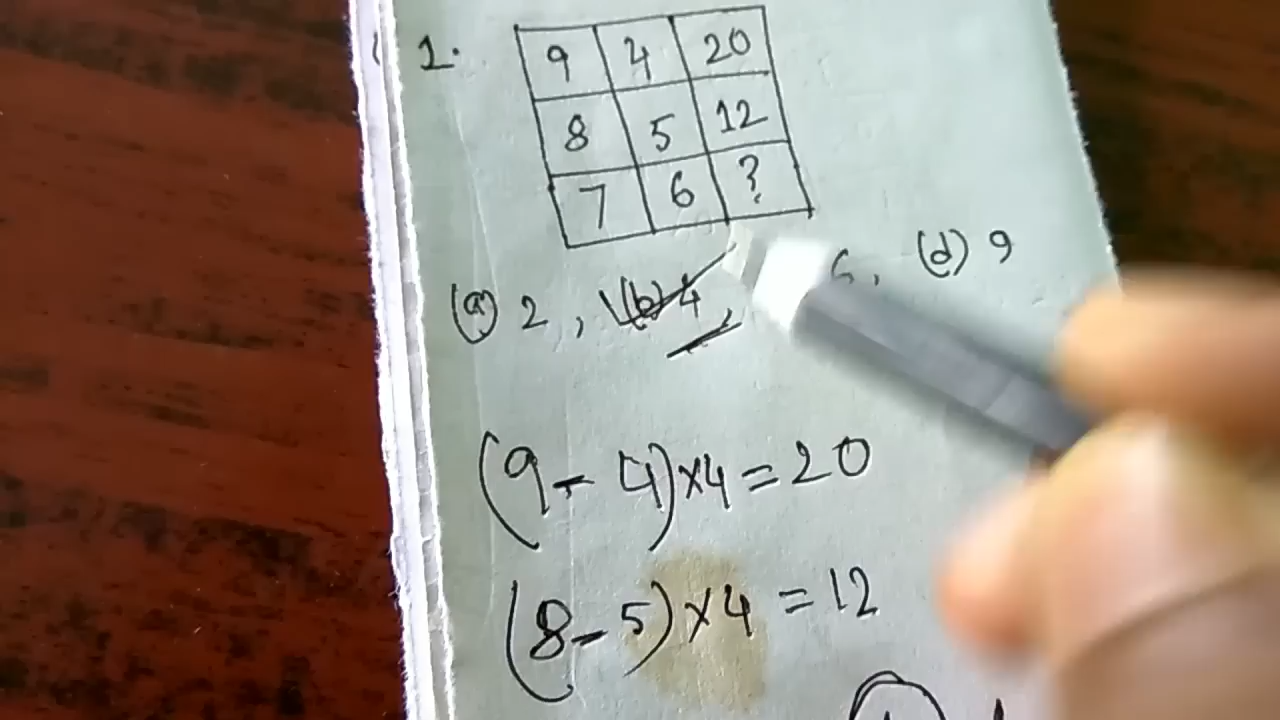 1.
9 4 20
8 5 12
7 6 ?
(a) 2 , (b) 4 6, (d) 9
(9 - 4)×4=20
(8-5)×4 =12